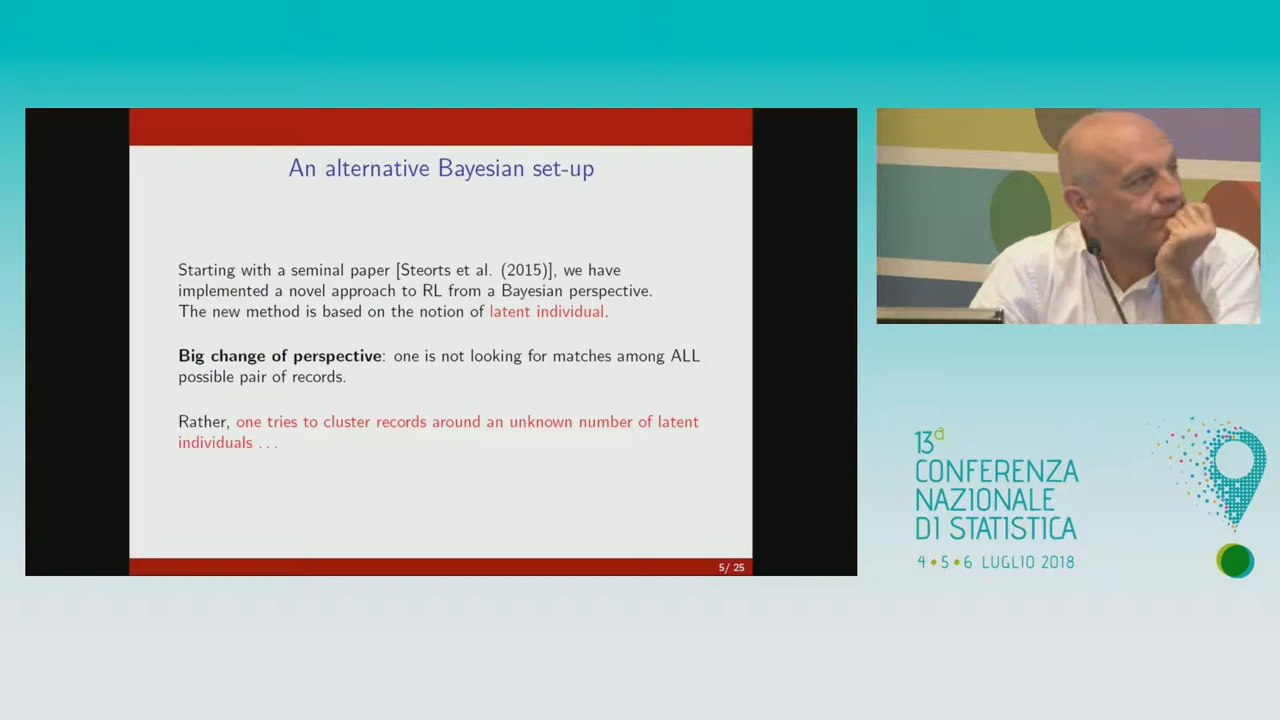 An alternative Bayesian set-up
Starting with a seminal paper [Steorts et al. (2015)], we have
implemented a novel approach to RL from a Bayesian perspective.
The new method is based on the notion of latent individual.
Big change of perspective: one is not looking for matches among ALL
possible pair of records.
Rather, one tries to cluster records around an unknown number of latent
individuals . . .
5/ 25
13a
CONFERENZA
NAZIONALE
DI STATISTICA
4 • 5 • 6 LUGLIO 2018